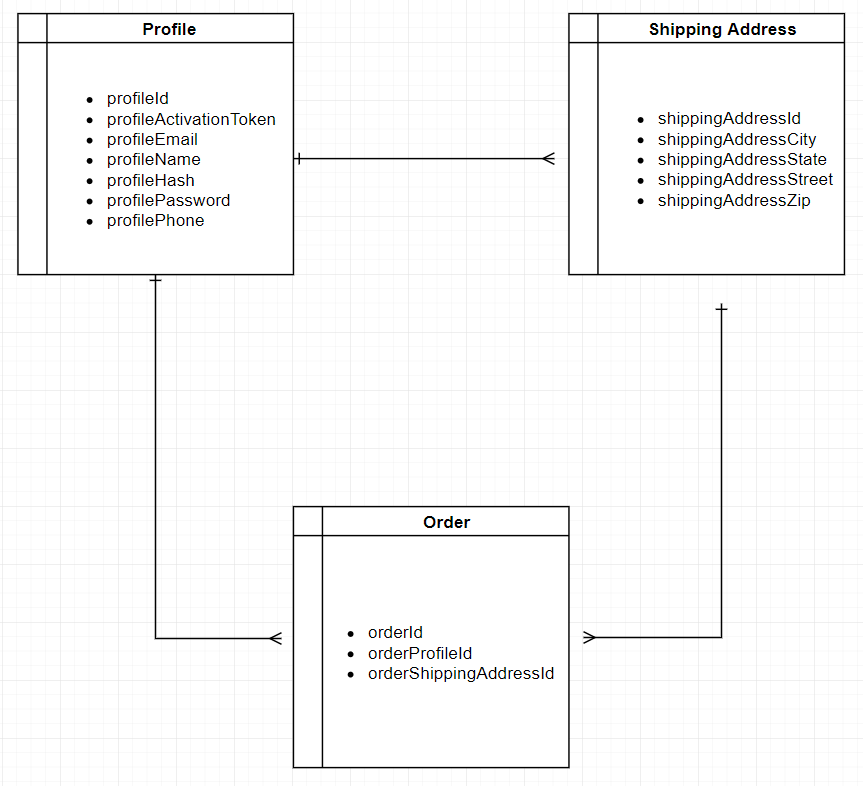 Profile
profileId
profileActivationToken
profileEmail
profileName
profileHash
profilePassword
profilePhone
Shipping Address
shippingAddressId
shippingAddressCity
shippingAddressState
shippingAddressStreet
shippingAddressZip
Order
orderId
orderProfileId
orderShippingAddressId